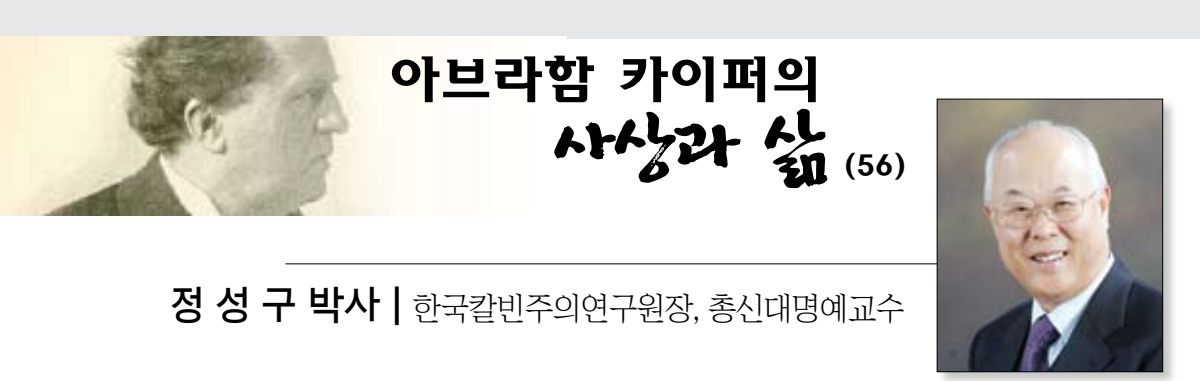 아브라함 카이퍼의
사상과 삶 (56)
정 성 구 박사 | 한국칼빈주의연구원장, 총신대명예교수